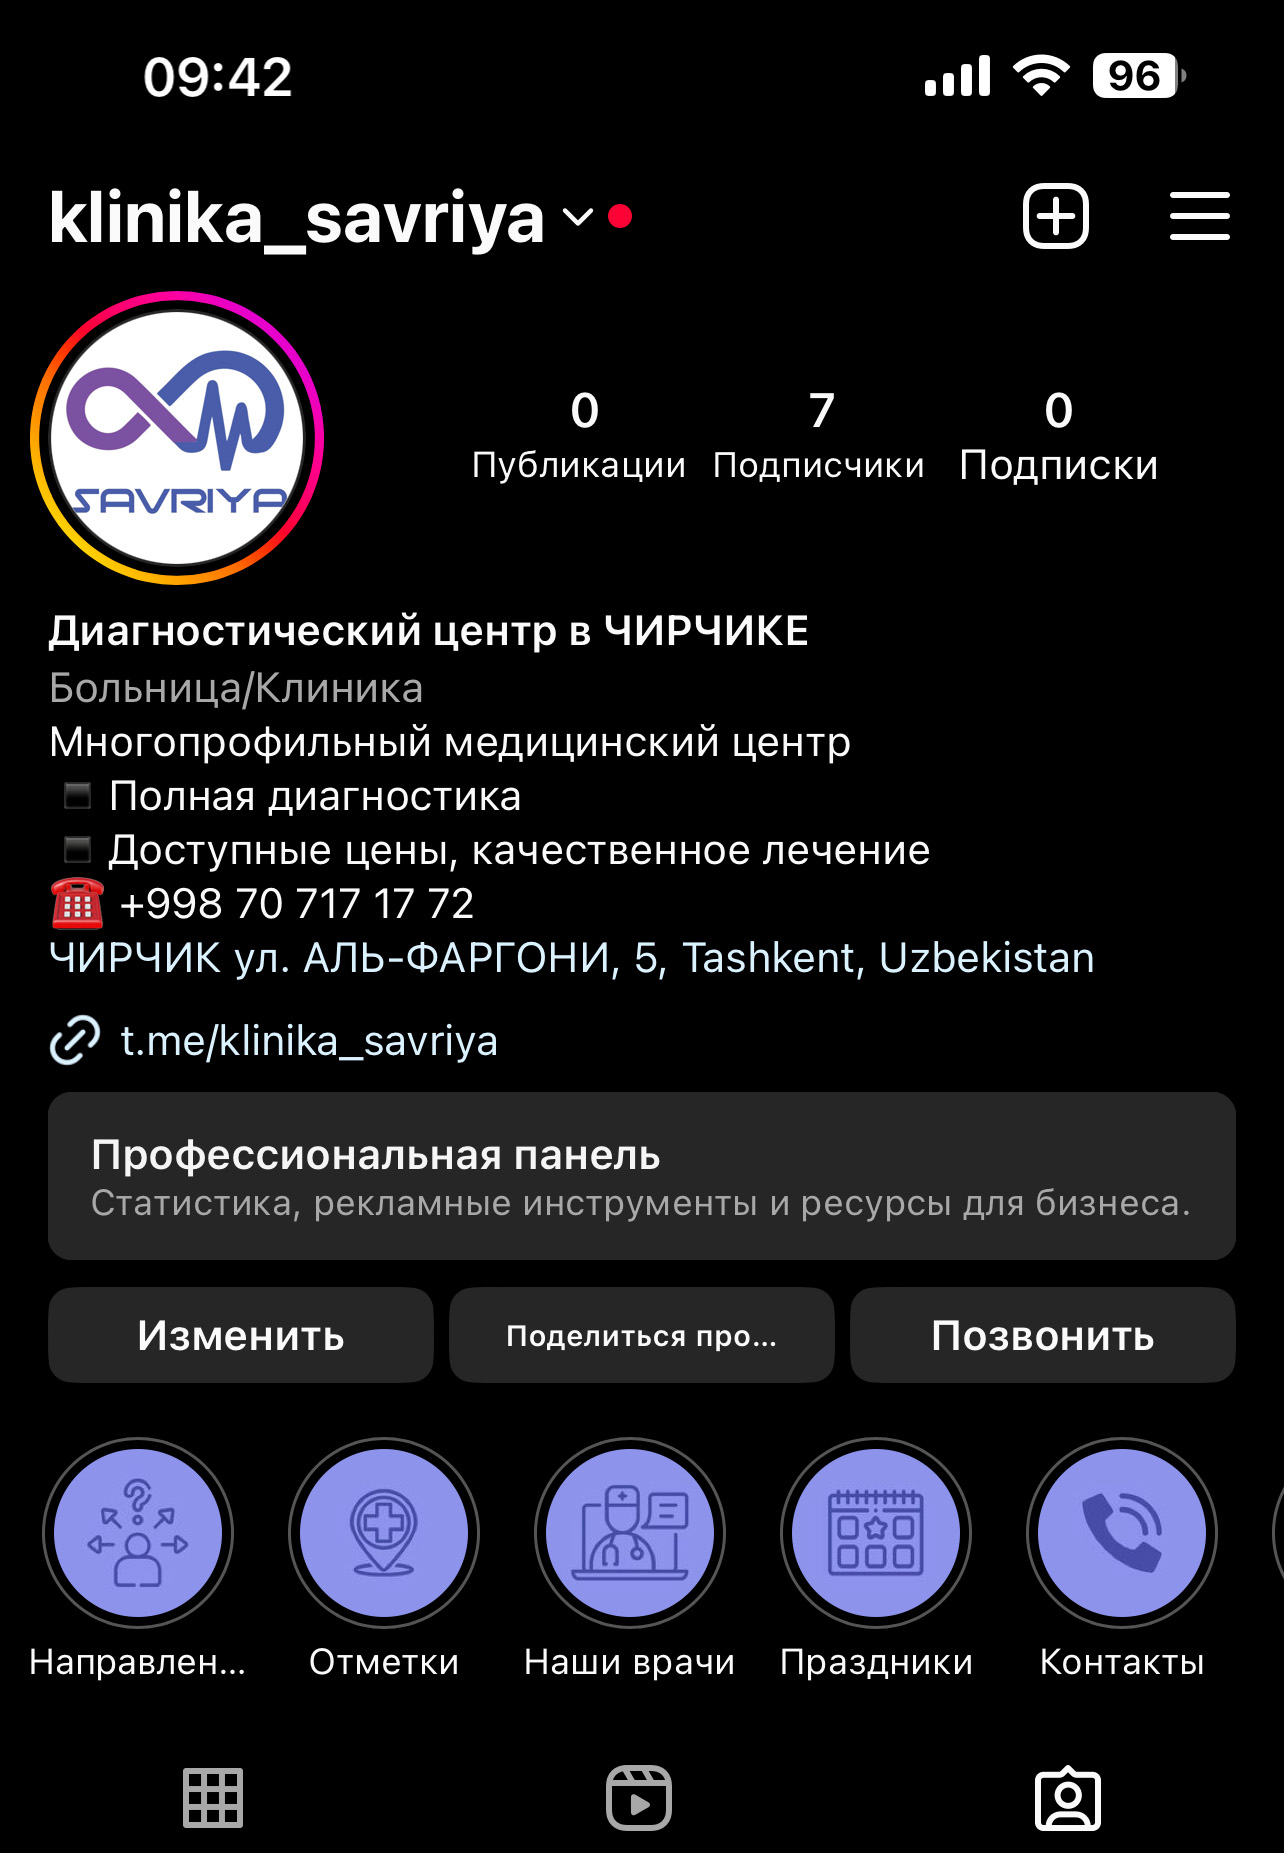 09:42
96
klinika_savriya
SAVRIYA
0 7 0
Публикации Подписчики Подписки
Диагностический центр в ЧИРЧИКЕ
Больница/Клиника
Многопрофильный медицинский центр
▪️Полная диагностика
▪️Доступные цены, качественное лечение
☎️ +998 70 717 17 72
ЧИРЧИК ул. АЛЬ-ФАРГОНИ, 5, Tashkent, Uzbekistan
t.me/klinika_savriya
Профессиональная панель
Статистика, рекламные инструменты и ресурсы для бизнеса.
Изменить Поделиться про... Позвонить
Направлен... Отметки Наши врачи Праздники Контакты